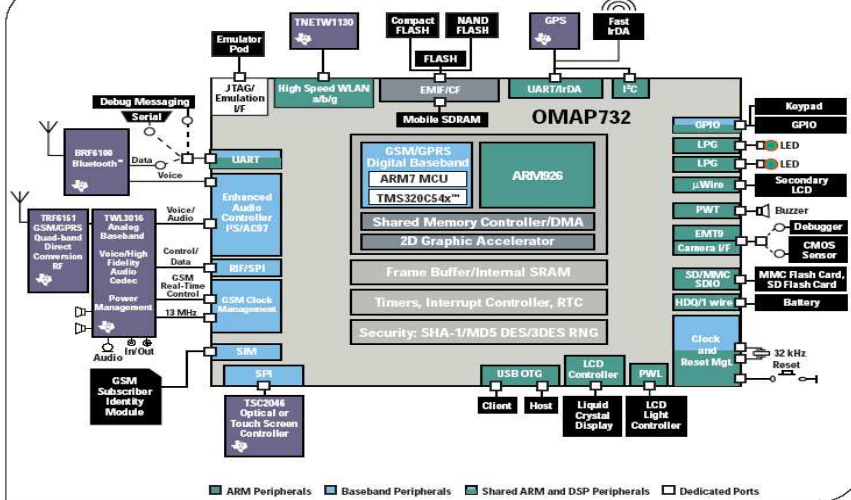 TNETW1130
Compact
FLASH
NAND
FLASH
GPS
Fast
IrDA
Emulator
Pod
FLASH
JTAG/
Emulation
I/F
High Speed WLAN
a/b/g
EMIF/CF
UART/IrDA
I²C
Mobile SDRAM
OMAP732
Debug Messaging
Serial
BRF6100
Bluetooth™
Data
Voice
UART
Enhanced
Audio
Controller
PS/AC97
TRF6151
GSM/GPRS
Quad-band
Direct
Conversion
RF
TWL3016
Analog
Baseband
Voice/High
Fidelity
Audio
Codec
Power
Management
Voice/
Audio
Control/
Data
GSM
Real-Time
Control
13 MHz
RIF/SPI
GSM Clock
Management
Audio
In/Out
SIM
GSM
Subscriber
Identity
Module
SPI
TSC2046
Optical or
Touch Screen
Controller
GSM/GPRS
Digital Baseband
ARM7 MCU
TMS320C54x™
ARM926
Shared Memory Controller/DMA
2D Graphic Accelerator
Frame Buffer/Internal SRAM
Timers, Interrupt Controller, RTC
Security: SHA-1/MD5 DES/3DES RNG
GPIO
Keypad
GPIO
LPG
LED
LPG
LED
µWire
Secondary
LCD
PWT
Buzzer
EMT9
Camera I/F
Debugger
CMOS
Sensor
SD/MMC
SDIO
MMC Flash Card,
SD Flash Card
HDQ/1 wire
Battery
Clock
and
Reset Mgt.
32 kHz
Reset
USB OTG
Client
Host
LCD
Controller
Liquid
Crystal
Display
PWL
LCD
Light
Controller
ARM Peripherals
Baseband Peripherals
Shared ARM and DSP Peripherals
Dedicated Ports